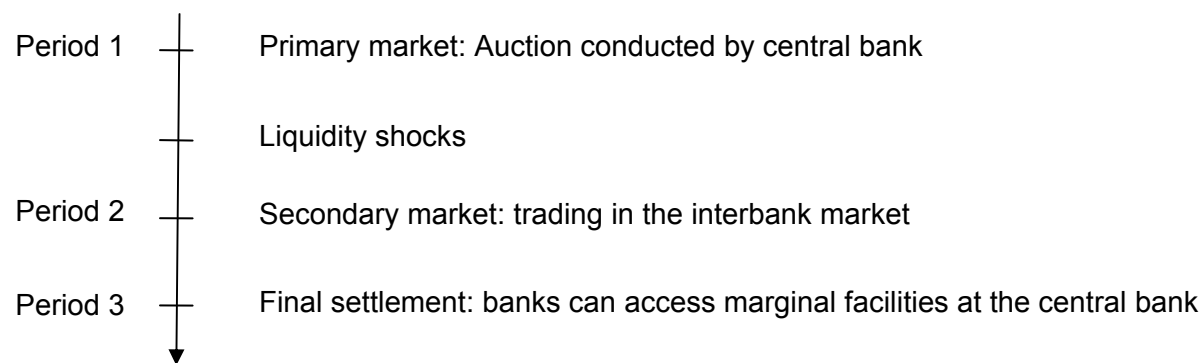 Period 1 Primary market: Auction conducted by central bank
Liquidity shocks
Period 2 Secondary market: trading in the interbank market
Period 3 Final settlement: banks can access marginal facilities at the central bank